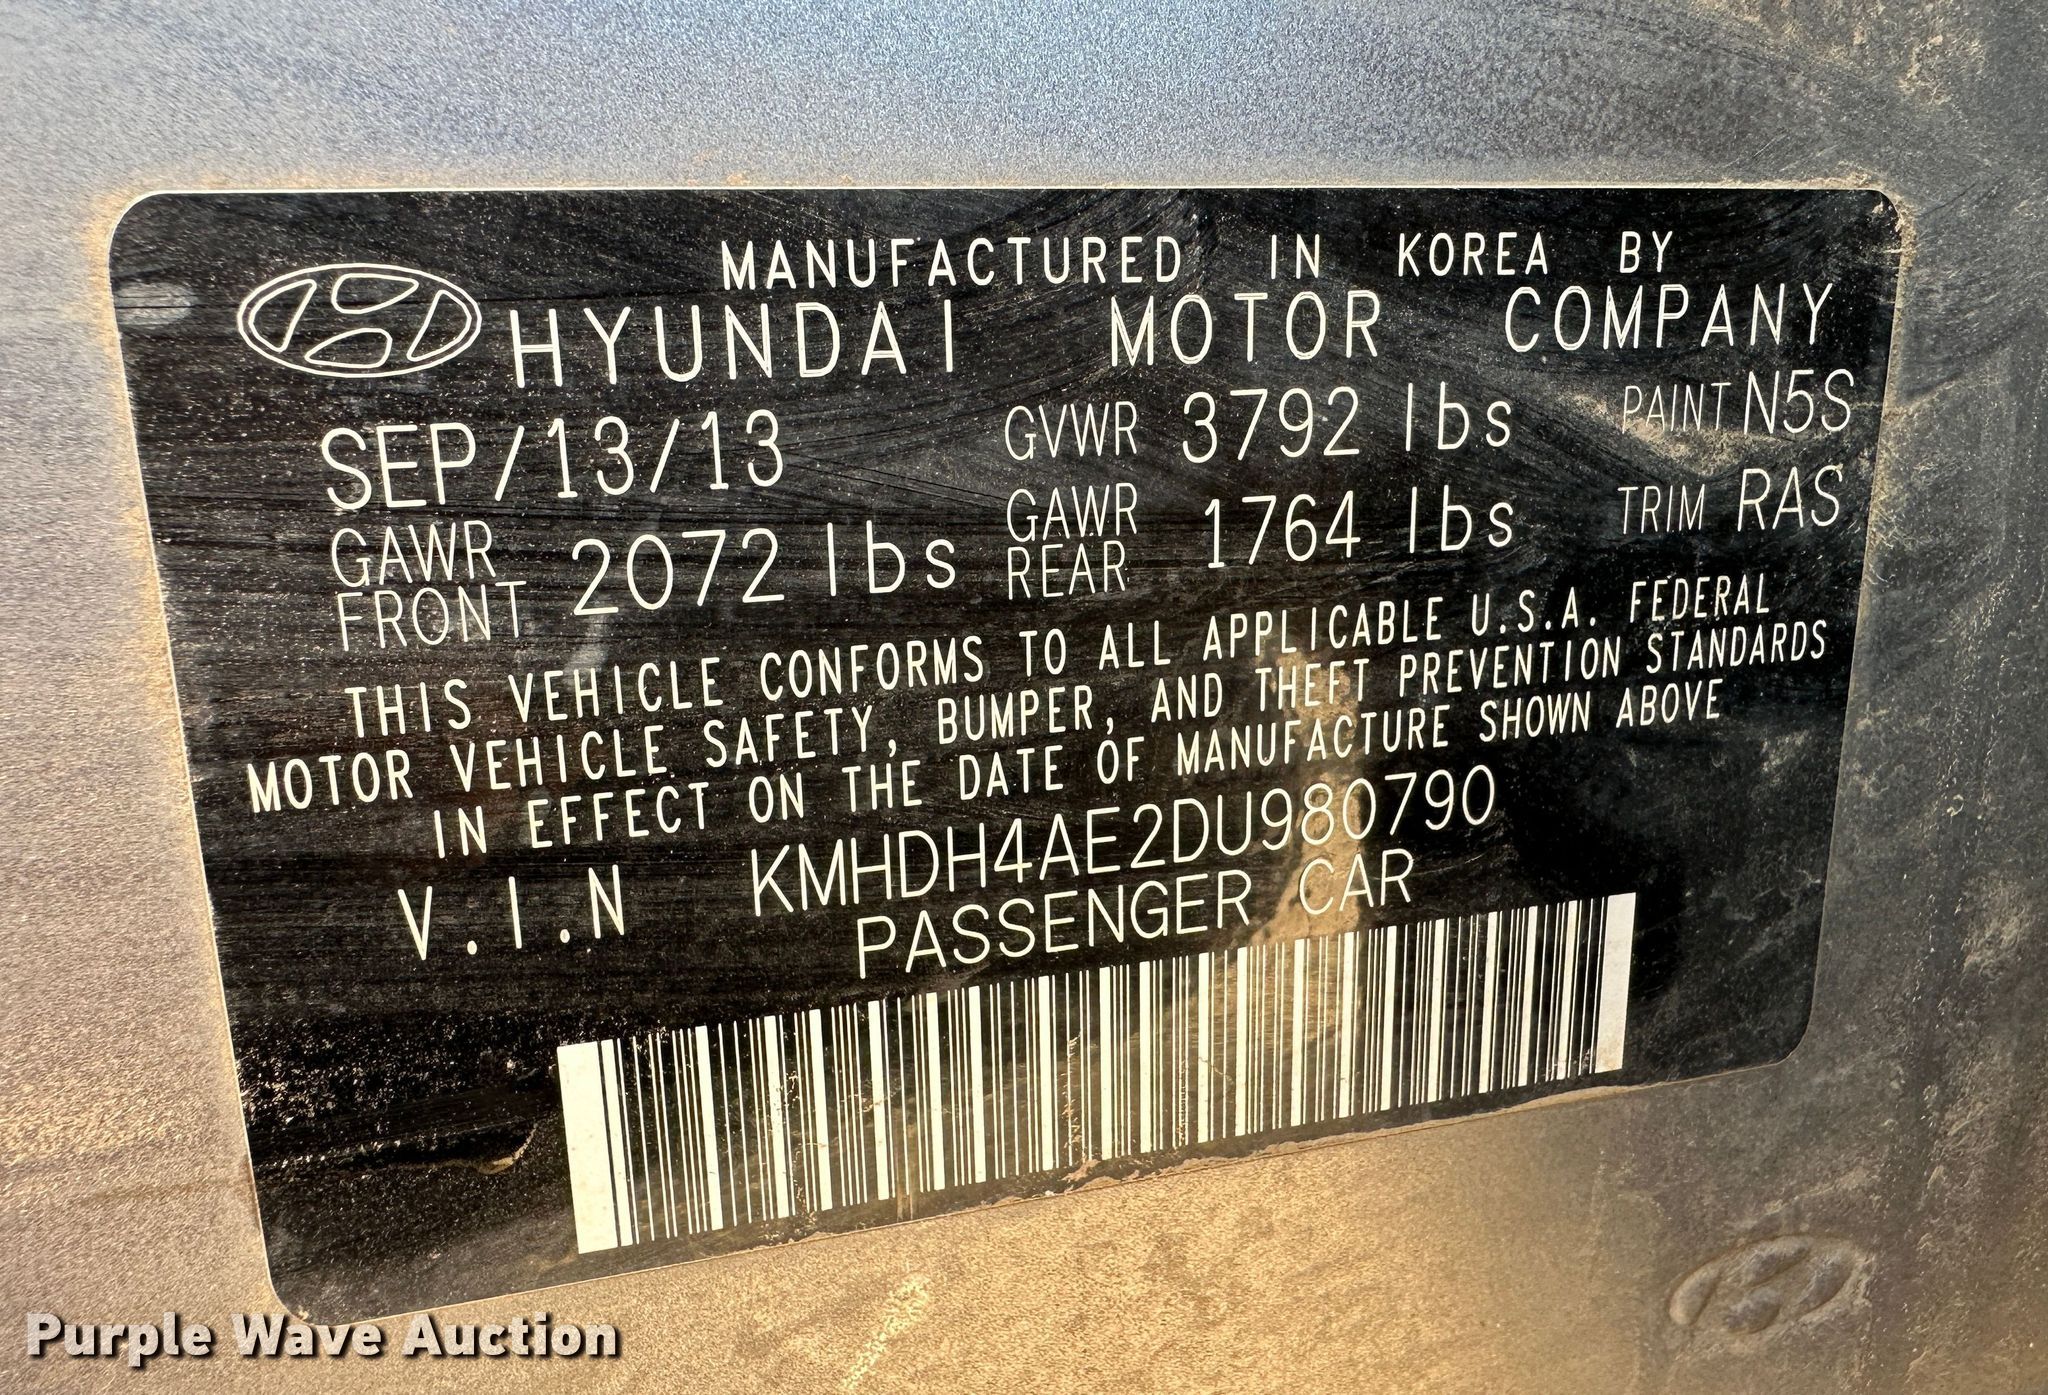 MANUFACTURED IN KOREA BY
HYUNDAI MOTOR COMPANY
SEP/13/13 GVWR 3792 lbs PAINT N5S
GAWR FRONT 2072 lbs GAWR REAR 1764 lbs TRIM RAS
THIS VEHICLE CONFORMS TO ALL APPLICABLE U.S.A. FEDERAL
MOTOR VEHICLE SAFETY, BUMPER, AND THEFT PREVENTION STANDARDS
IN EFFECT ON THE DATE OF MANUFACTURE SHOWN ABOVE
V.I.N KMHDH4AE2DU980790
PASSENGER CAR
Purple Wave Auction